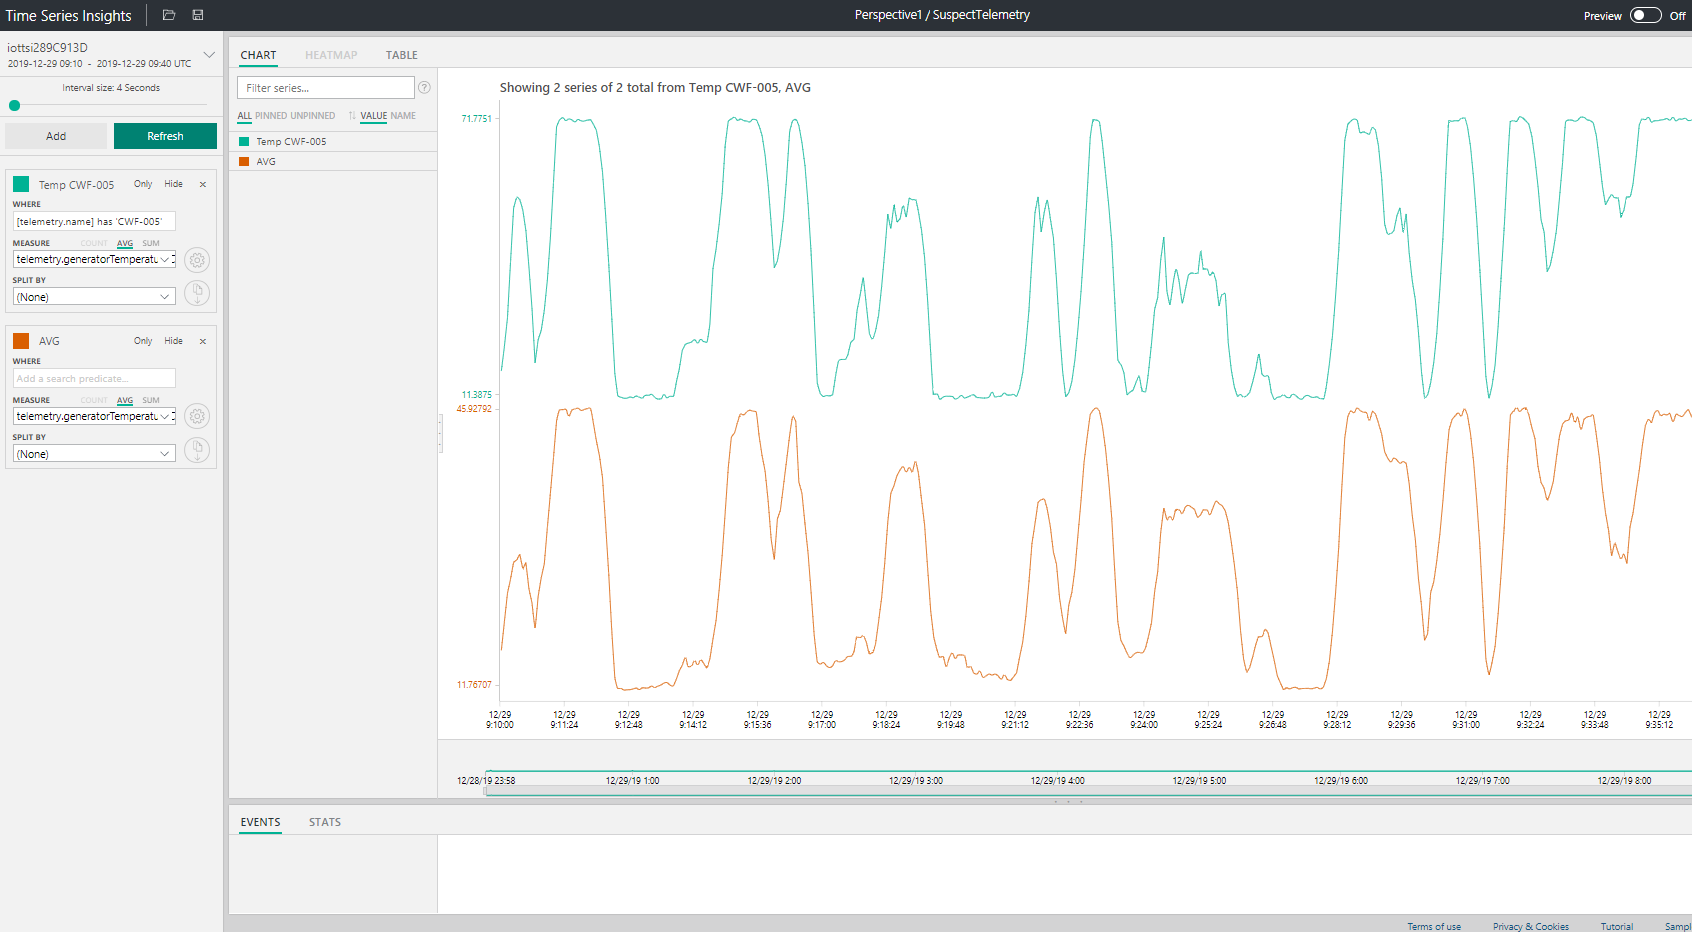 Time Series Insights
Perspective1 / SuspectTelemetry
Preview Off
iottsi289C913D
2019-12-29 09:10 - 2019-12-29 09:40 UTC
Interval size: 4 Seconds
Add Refresh
Temp CWF-005 Only Hide ×
WHERE
[telemetry.name] has 'CWF-005'
MEASURE COUNT AVG SUM
telemetry.generatorTemperatu
SPLIT BY
(None)
AVG Only Hide ×
WHERE
Add a search predicate...
MEASURE COUNT AVG SUM
telemetry.generatorTemperatu
SPLIT BY
(None)
CHART HEATMAP TABLE
Filter series... ?
ALL PINNED UNPINNED VALUE NAME
Temp CWF-005
AVG
Showing 2 series of 2 total from Temp CWF-005, AVG
71.7751
11.3875
45.92792
11.76707
12/29 12/29 12/29 12/29 12/29 12/29 12/29 12/29 12/29 12/29 12/29 12/29 12/29 12/29 12/29 12/29 12/29 12/29 12/29
9:10:00 9:11:24 9:12:48 9:14:12 9:15:36 9:17:00 9:18:24 9:19:48 9:21:12 9:22:36 9:24:00 9:25:24 9:26:48 9:28:12 9:29:36 9:31:00 9:32:24 9:33:48 9:35:12
12/28/19 23:58 12/29/19 1:00 12/29/19 2:00 12/29/19 3:00 12/29/19 4:00 12/29/19 5:00 12/29/19 6:00 12/29/19 7:00 12/29/19 8:00
EVENTS STATS
Terms of use Privacy & Cookies Tutorial Sampl